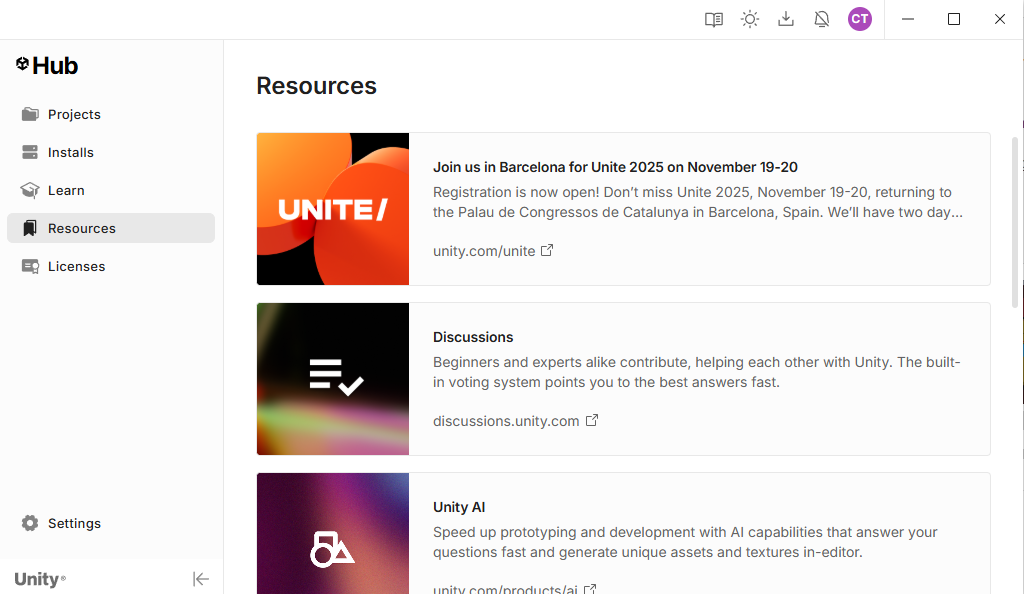 CT
Hub
Projects
Installs
Learn
Resources
Licenses
Settings
Unity®
Resources
UNITE/
Join us in Barcelona for Unite 2025 on November 19-20
Registration is now open! Don’t miss Unite 2025, November 19-20, returning to
the Palau de Congressos de Catalunya in Barcelona, Spain. We’ll have two day...
unity.com/unite
Discussions
Beginners and experts alike contribute, helping each other with Unity. The built-
in voting system points you to the best answers fast.
discussions.unity.com
Unity AI
Speed up prototyping and development with AI capabilities that answer your
questions fast and generate unique assets and textures in-editor.
unity.com/products/ai